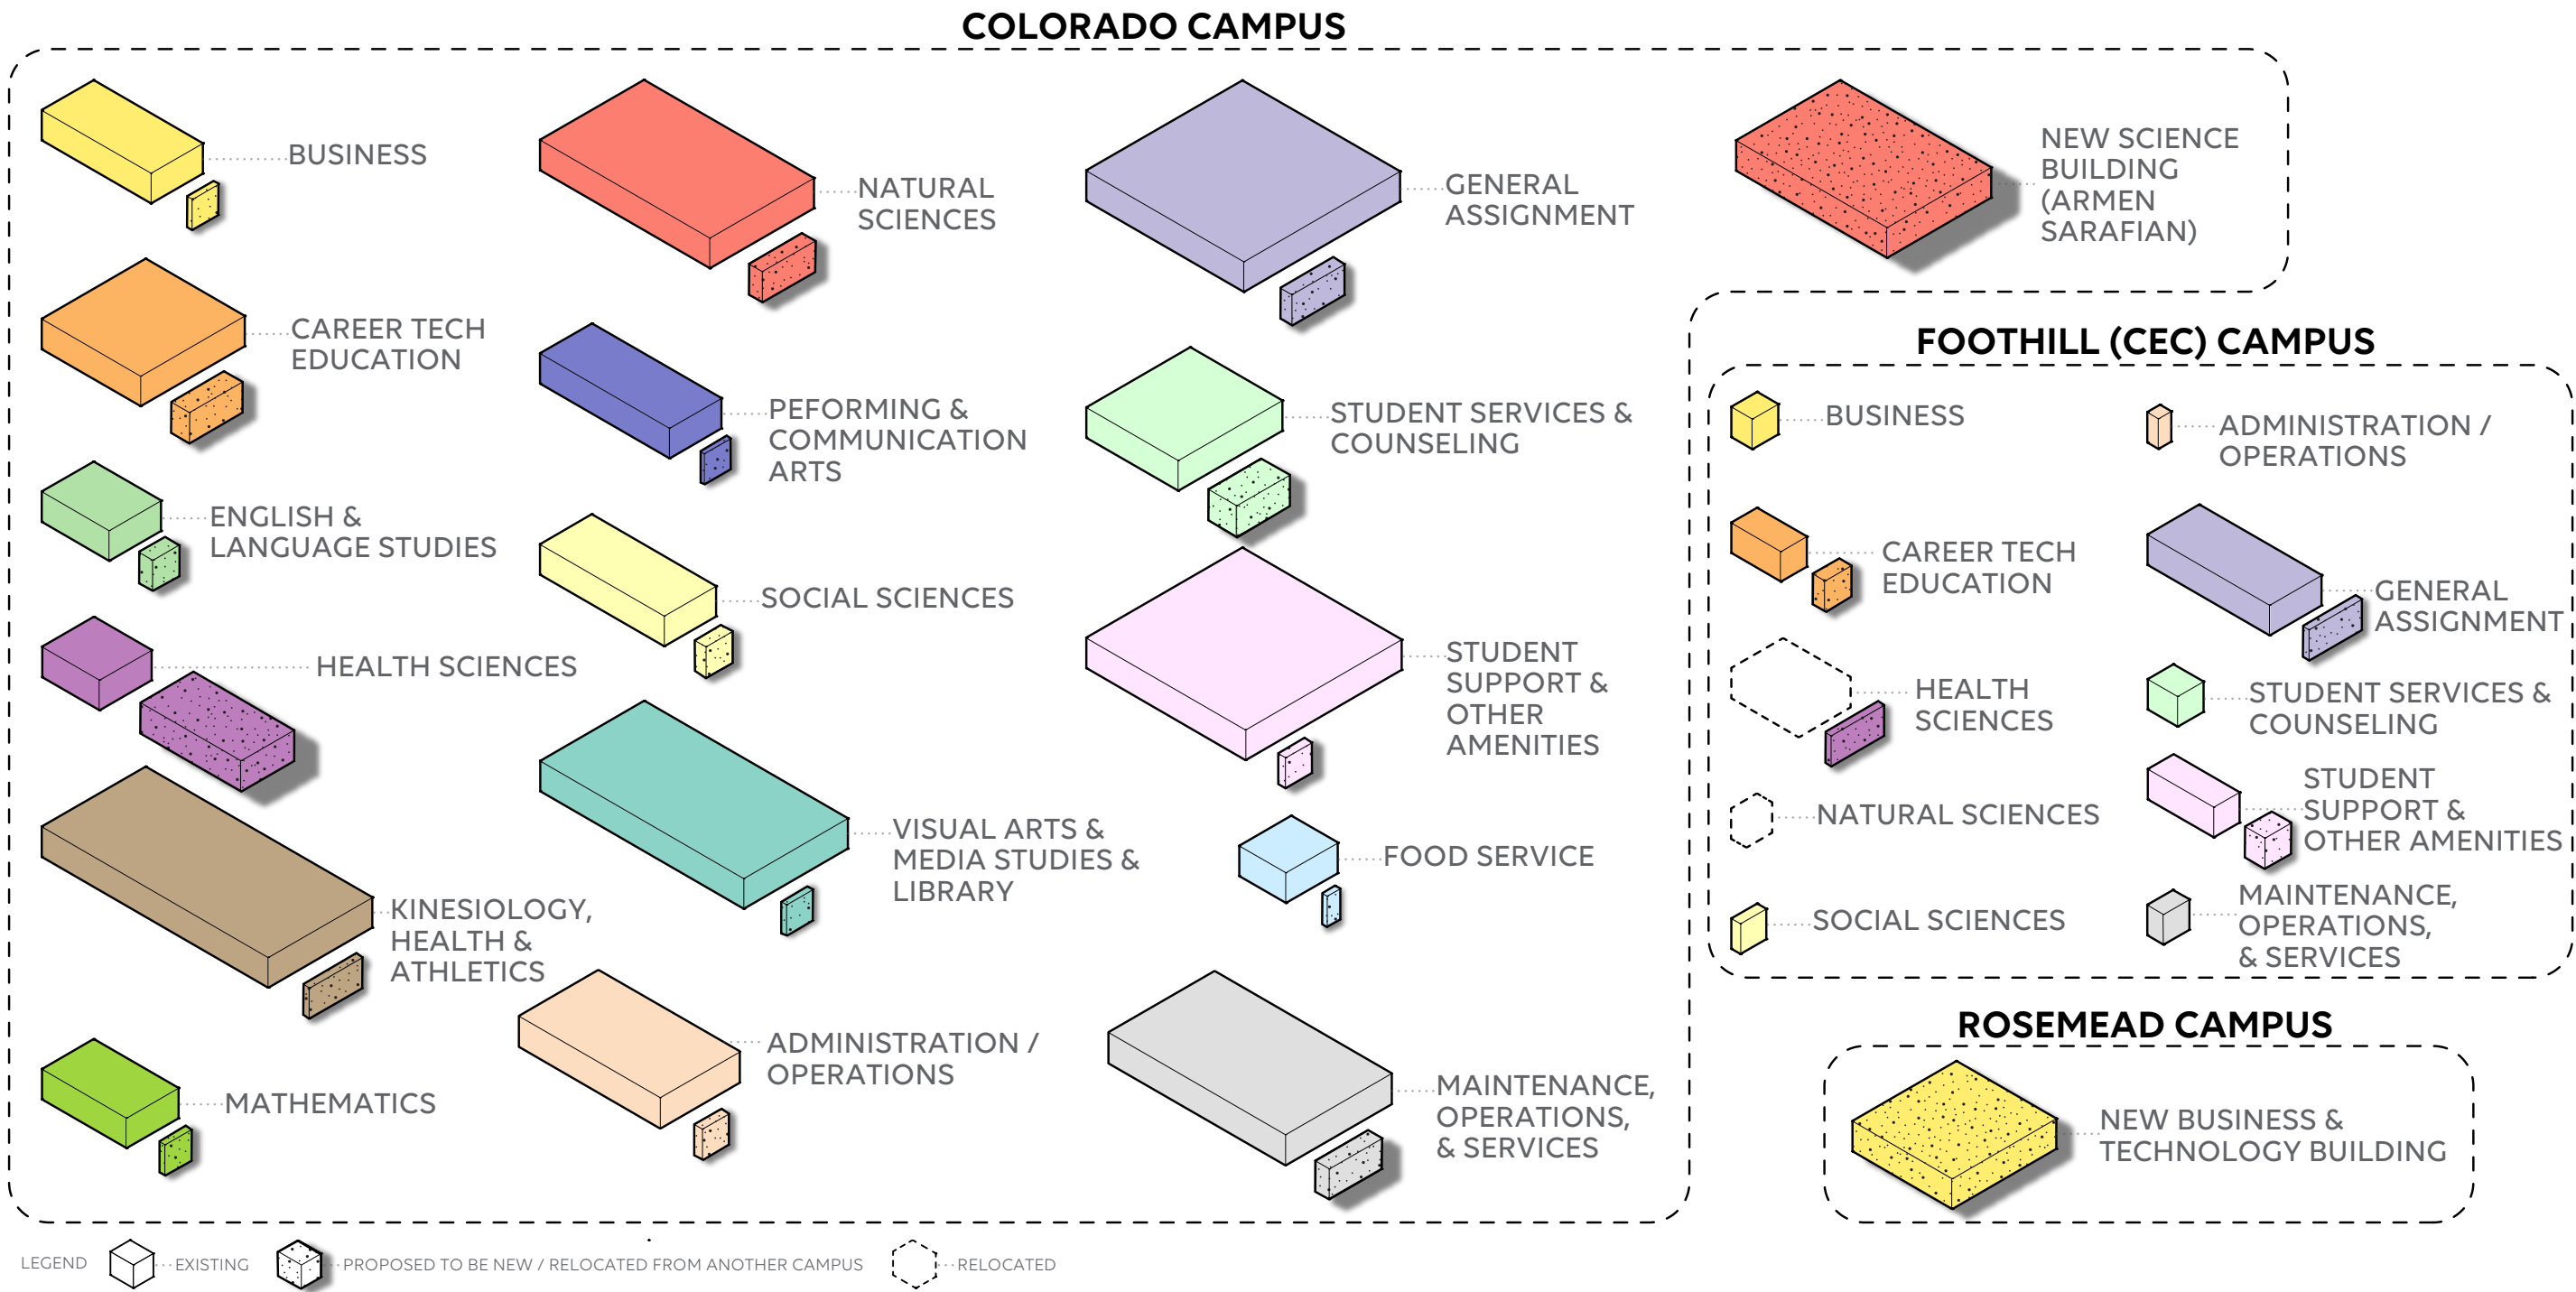 COLORADO CAMPUS
BUSINESS
CAREER TECH
EDUCATION
ENGLISH &
LANGUAGE STUDIES
HEALTH SCIENCES
KINESIOLOGY,
HEALTH &
ATHLETICS
MATHEMATICS
NATURAL
SCIENCES
PEFORMING &
COMMUNICATION
ARTS
SOCIAL SCIENCES
VISUAL ARTS &
MEDIA STUDIES &
LIBRARY
ADMINISTRATION /
OPERATIONS
GENERAL
ASSIGNMENT
STUDENT SERVICES &
COUNSELING
STUDENT
SUPPORT &
OTHER
AMENITIES
FOOD SERVICE
MAINTENANCE,
OPERATIONS,
& SERVICES
NEW SCIENCE
BUILDING
(ARMEN
SARAFIAN)
FOOTHILL (CEC) CAMPUS
BUSINESS
CAREER TECH
EDUCATION
HEALTH
SCIENCES
NATURAL SCIENCES
SOCIAL SCIENCES
ADMINISTRATION /
OPERATIONS
GENERAL
ASSIGNMENT
STUDENT SERVICES &
COUNSELING
STUDENT
SUPPORT &
OTHER AMENITIES
MAINTENANCE,
OPERATIONS,
& SERVICES
ROSEMEAD CAMPUS
NEW BUSINESS &
TECHNOLOGY BUILDING
LEGEND
EXISTING
PROPOSED TO BE NEW / RELOCATED FROM ANOTHER CAMPUS
RELOCATED